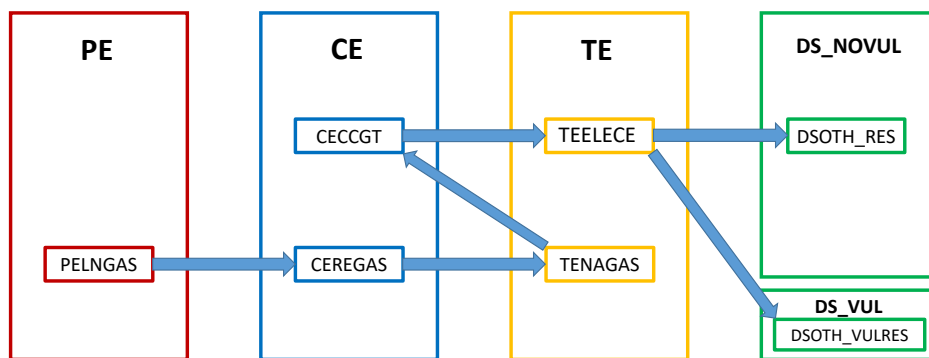 PE
CE
TE
DS_NOVUL
CECCGT
TEELECE
DSOTH_RES
PELNGAS
CEREGAS
TENAGAS
DS_VUL
DSOTH_VULRES